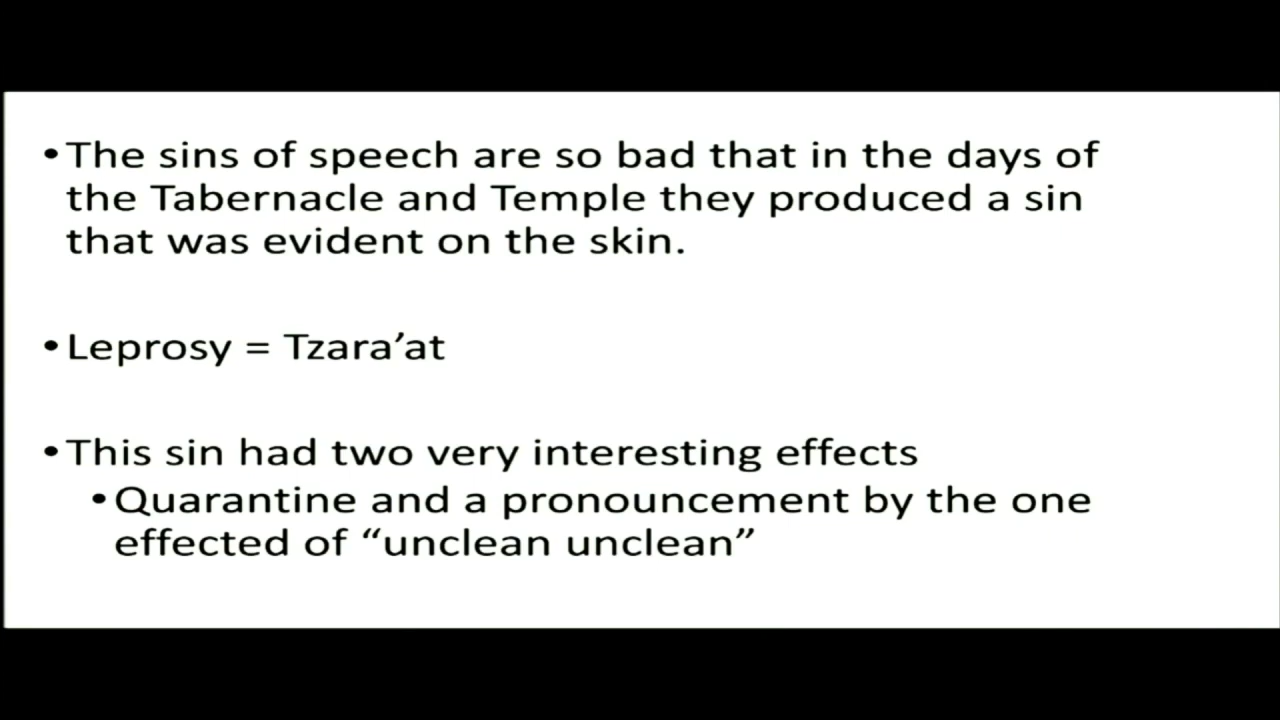 •The sins of speech are so bad that in the days of
the Tabernacle and Temple they produced a sin
that was evident on the skin.
•Leprosy = Tzara’at
•This sin had two very interesting effects
•Quarantine and a pronouncement by the one
effected of “unclean unclean”